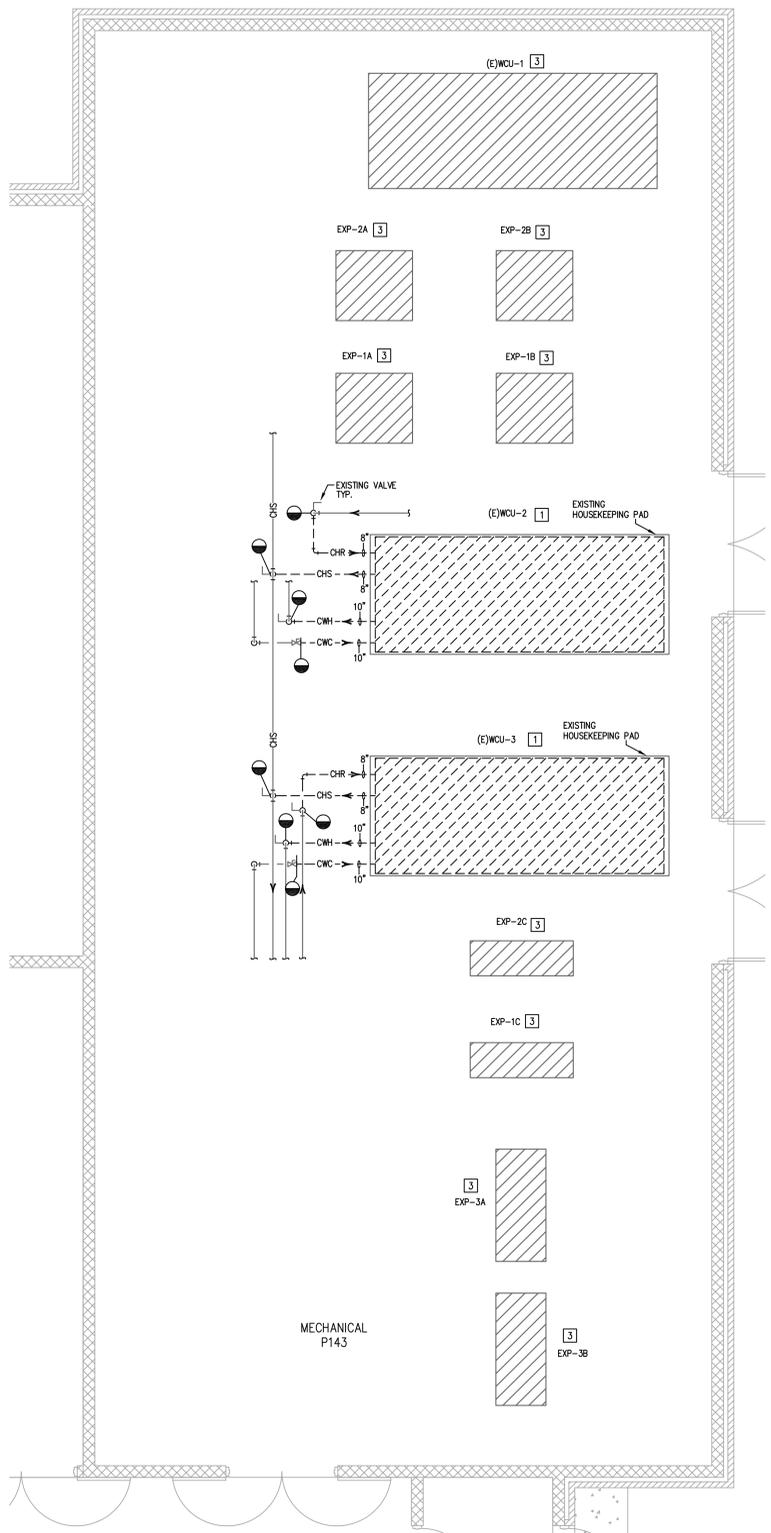 (E)WCU-1 3
EXP-2A 3
EXP-2B 3
EXP-1A 3
EXP-1B 3
EXISTING VALVE
TYP.
(E)WCU-2 1
EXISTING
HOUSEKEEPING PAD
CHS
8"
CHR
CHS
8"
10"
CWH
CWC
10"
(E)WCU-3 1
EXISTING
HOUSEKEEPING PAD
CHS
8"
CHR
CHS
8"
10"
CWH
CWC
10"
EXP-2C 3
EXP-1C 3
3
EXP-3A
MECHANICAL
P143
3
EXP-3B